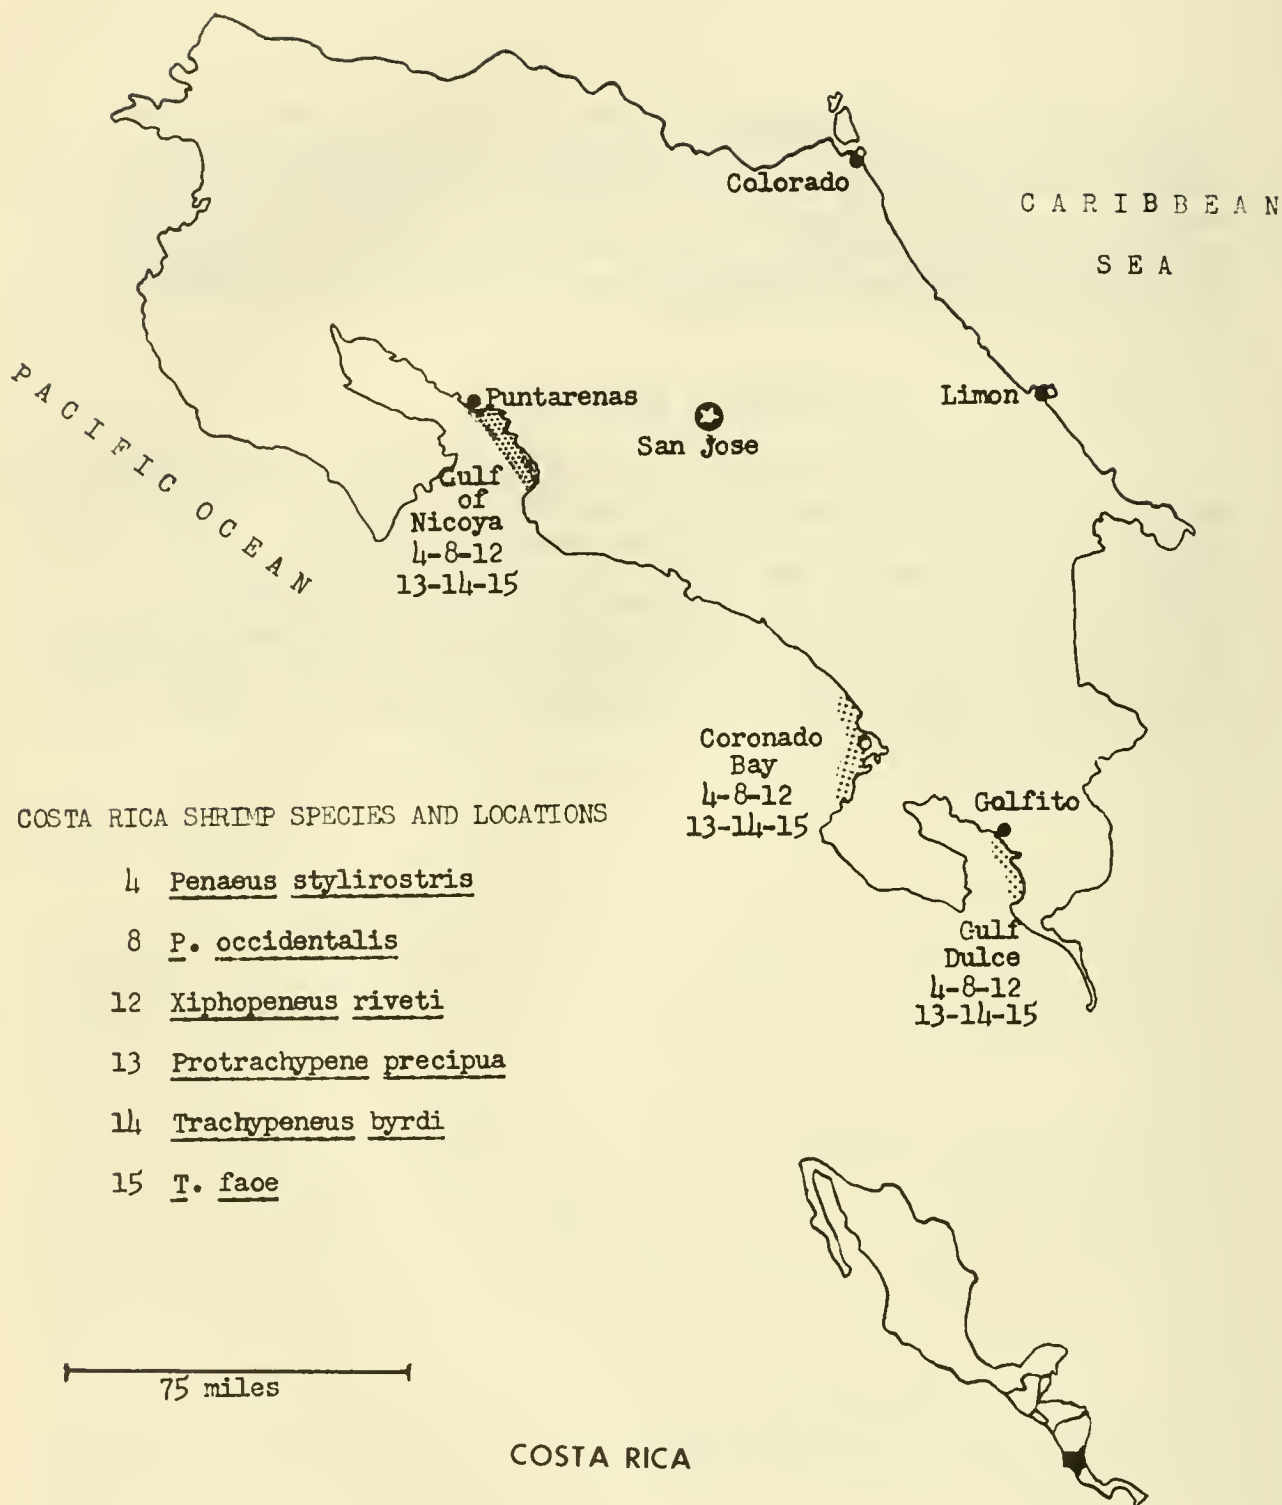 Colorado
CARIBBEAN
SEA
PACIFIC OCEAN
Puntarenas
San Jose
Limon
Gulf
of
Nicoya
4-8-12
13-14-15
Coronado
Bay
4-8-12
13-14-15
Golfito
Gulf
Dulce
4-8-12
13-14-15
COSTA RICA SHRIMP SPECIES AND LOCATIONS
4 Penaeus stylirostris
8 P. occidentalis
12 Xiphopeneus riveti
13 Protrachypene precipua
14 Trachypeneus byrdi
15 T. faoe
75 miles
COSTA RICA